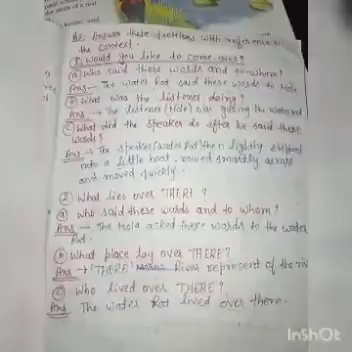 Q2. Answer these questions with reference to
the context.
① Would you like to come over?
ⓐ Who said these words and to whom?
Ans → The Water Rat said these words to Mole
ⓑ What was the listener doing?
Ans → The listener (Mole) was
ⓒ What did the speaker do after he said these
words?
Ans → The speaker (water Rat) then lightly stepped
into a little boat, rowed smartly across
and moved quickly.
② What lies over THERE?
ⓐ Who said these words and to whom?
Ans → The Mole asked these words to the water
Rat.
ⓑ What place lay over THERE?
Ans → 'THERE' River represent of the
ⓒ Who lived over THERE?
Ans The water Rat lived over there.
InShOt